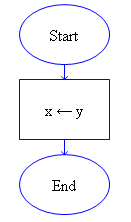 Start
x ← y
End